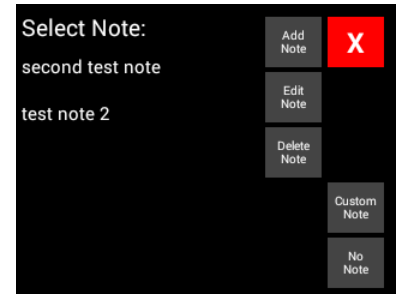 Select Note:
second test note
test note 2
Add
Note
X
Edit
Note
Delete
Note
Custom
Note
No
Note